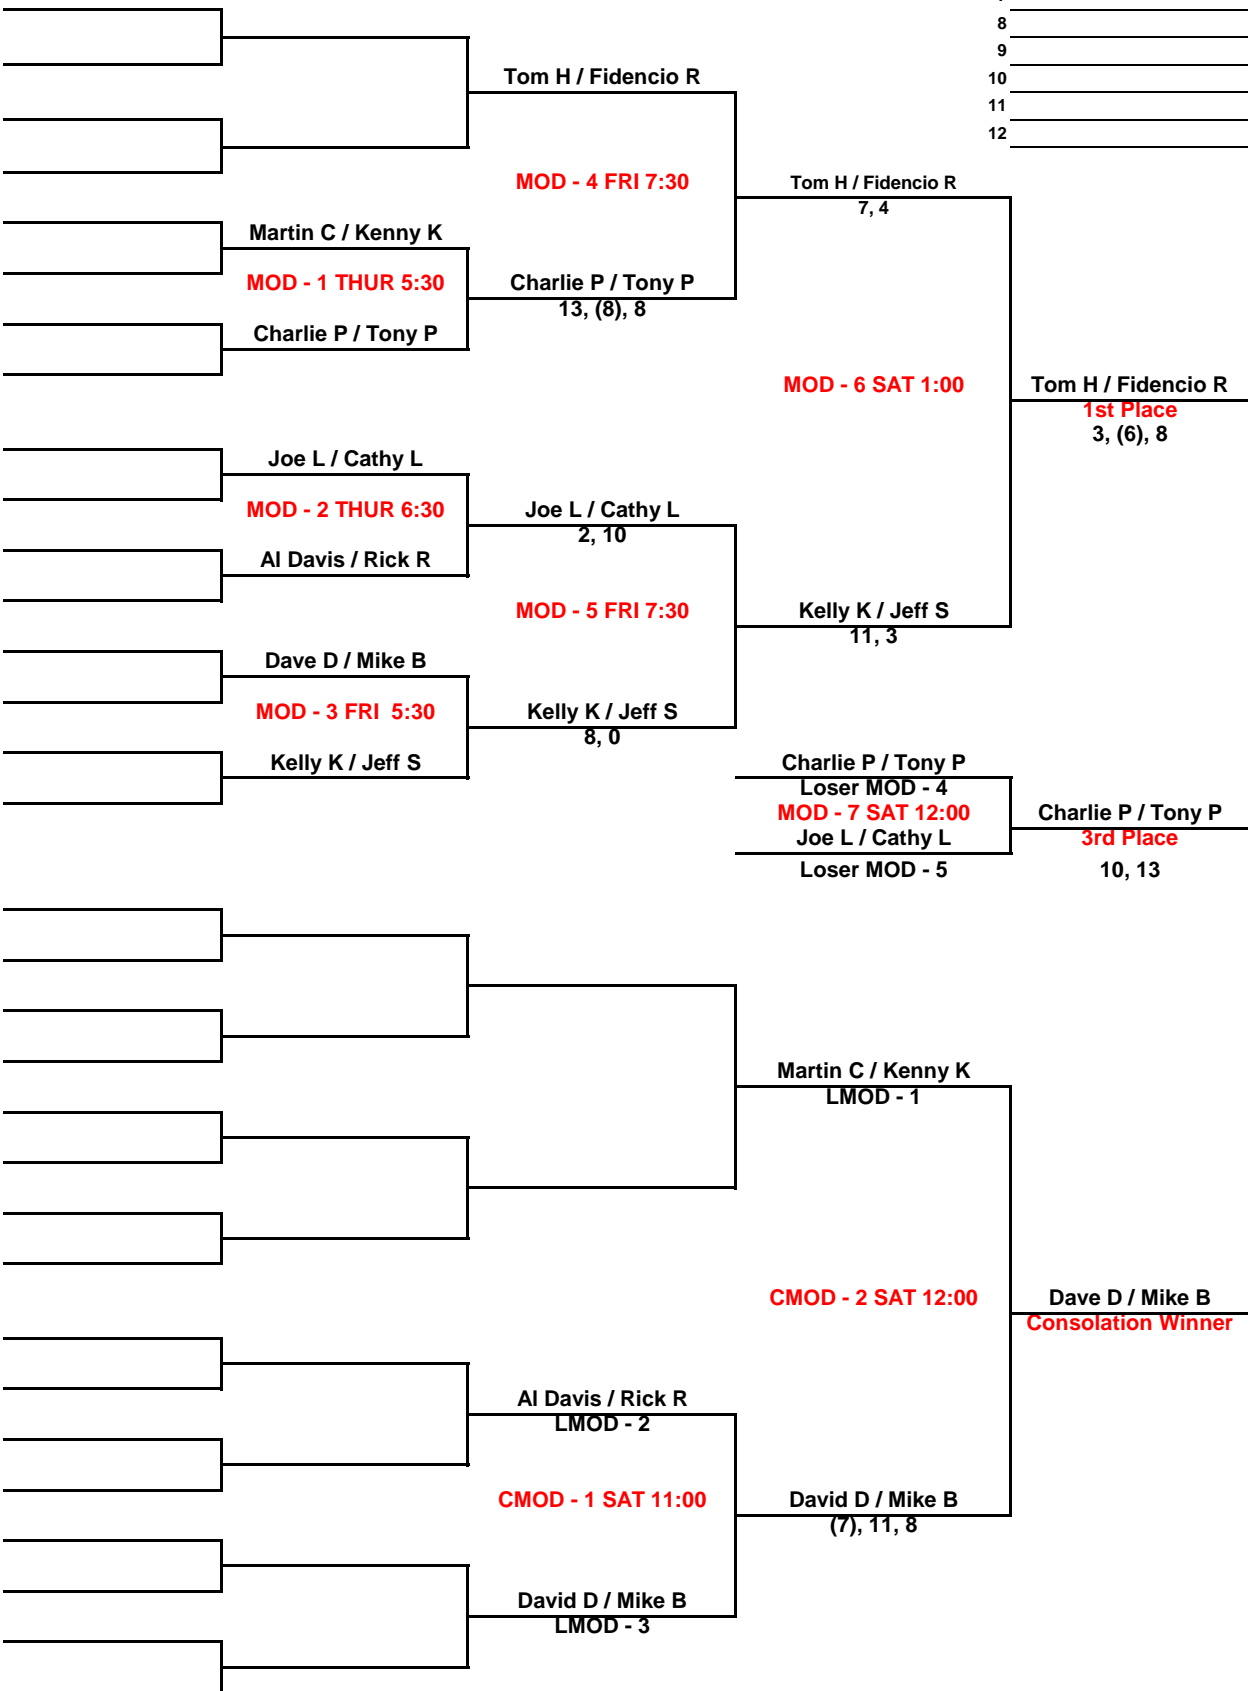 8
9
Tom H / Fidencio R
10
11
12
MOD - 4 FRI 7:30
Tom H / Fidencio R
7, 4
Martin C / Kenny K
MOD - 1 THUR 5:30
Charlie P / Tony P
13, (8), 8
Charlie P / Tony P
MOD - 6 SAT 1:00
Tom H / Fidencio R
1st Place
3, (6), 8
Joe L / Cathy L
MOD - 2 THUR 6:30
Joe L / Cathy L
2, 10
Al Davis / Rick R
MOD - 5 FRI 7:30
Kelly K / Jeff S
11, 3
Dave D / Mike B
MOD - 3 FRI  5:30
Kelly K / Jeff S
8, 0
Kelly K / Jeff S
Charlie P / Tony P
Loser MOD - 4
MOD - 7 SAT 12:00
Charlie P / Tony P
Joe L / Cathy L
3rd Place
Loser MOD - 5
10, 13
Martin C / Kenny K
LMOD - 1
CMOD - 2 SAT 12:00
Dave D / Mike B
Consolation Winner
Al Davis / Rick R
LMOD - 2
CMOD - 1 SAT 11:00
David D / Mike B
(7), 11, 8
David D / Mike B
LMOD - 3